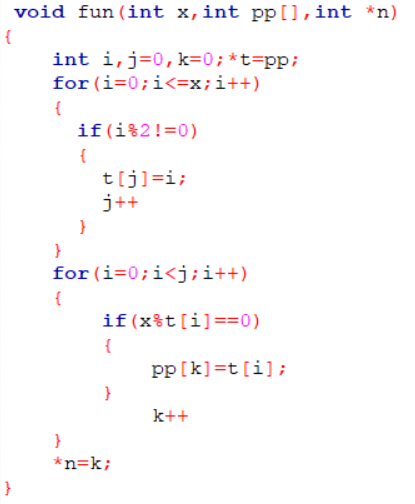 void fun(int x,int pp[],int *n)
{
int i,j=0,k=0;*t=pp;
for(i=0;i<=x;i++)
{
if(i%2!=0)
{
t[j]=i;
j++
}
}
for(i=0;i<j;i++)
{
if(x%t[i]==0)
{
pp[k]=t[i];
}
k++
}
*n=k;
}